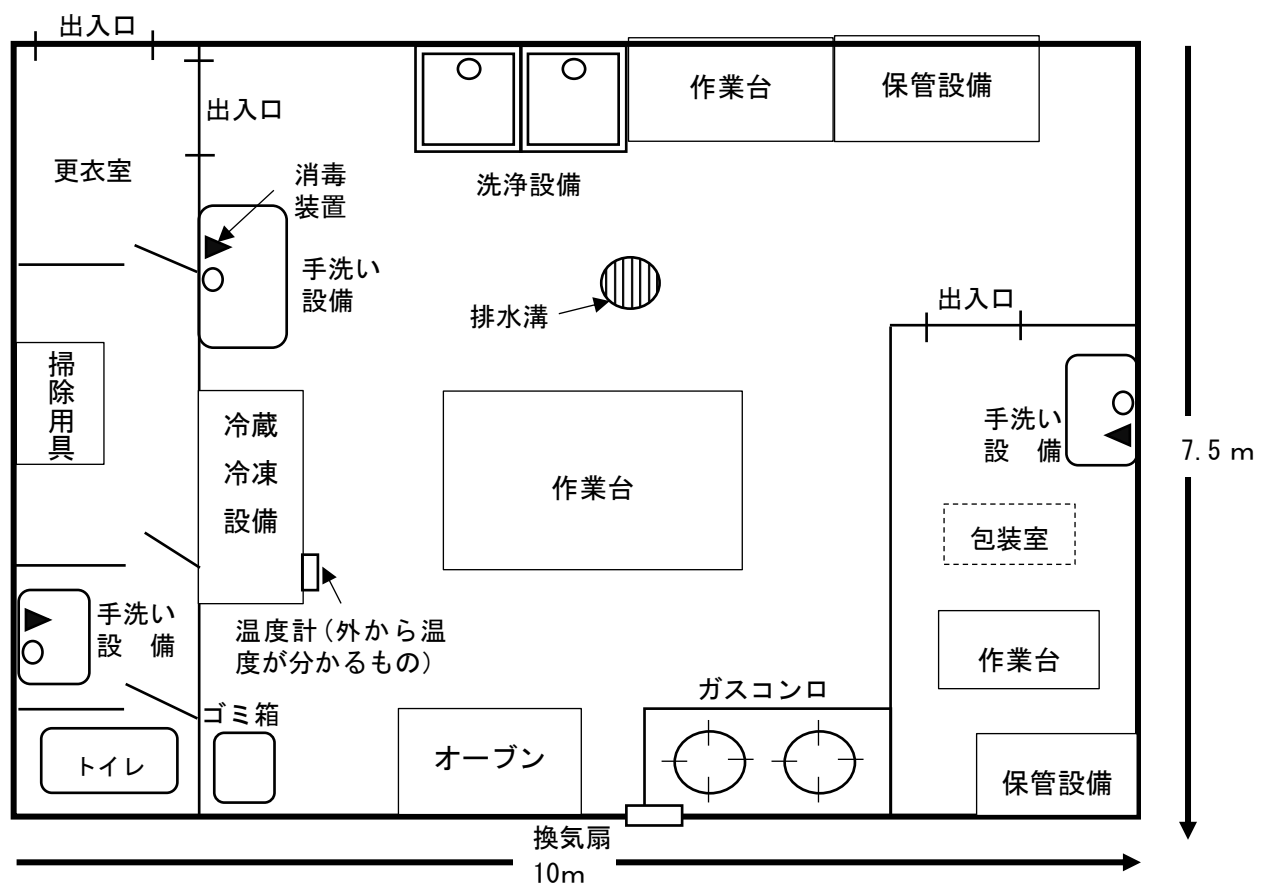 出入口
出入口
更衣室
消毒
装置
手洗い
設備
洗浄設備
作業台
保管設備
排水溝
出入口
掃除用具
冷蔵
冷凍
設備
作業台
手洗い
設　備
7.5 m
包装室
手洗い
設　備
温度計(外から温
度が分かるもの)
作業台
ゴミ箱
ガスコンロ
トイレ
オーブン
保管設備
換気扇
10m